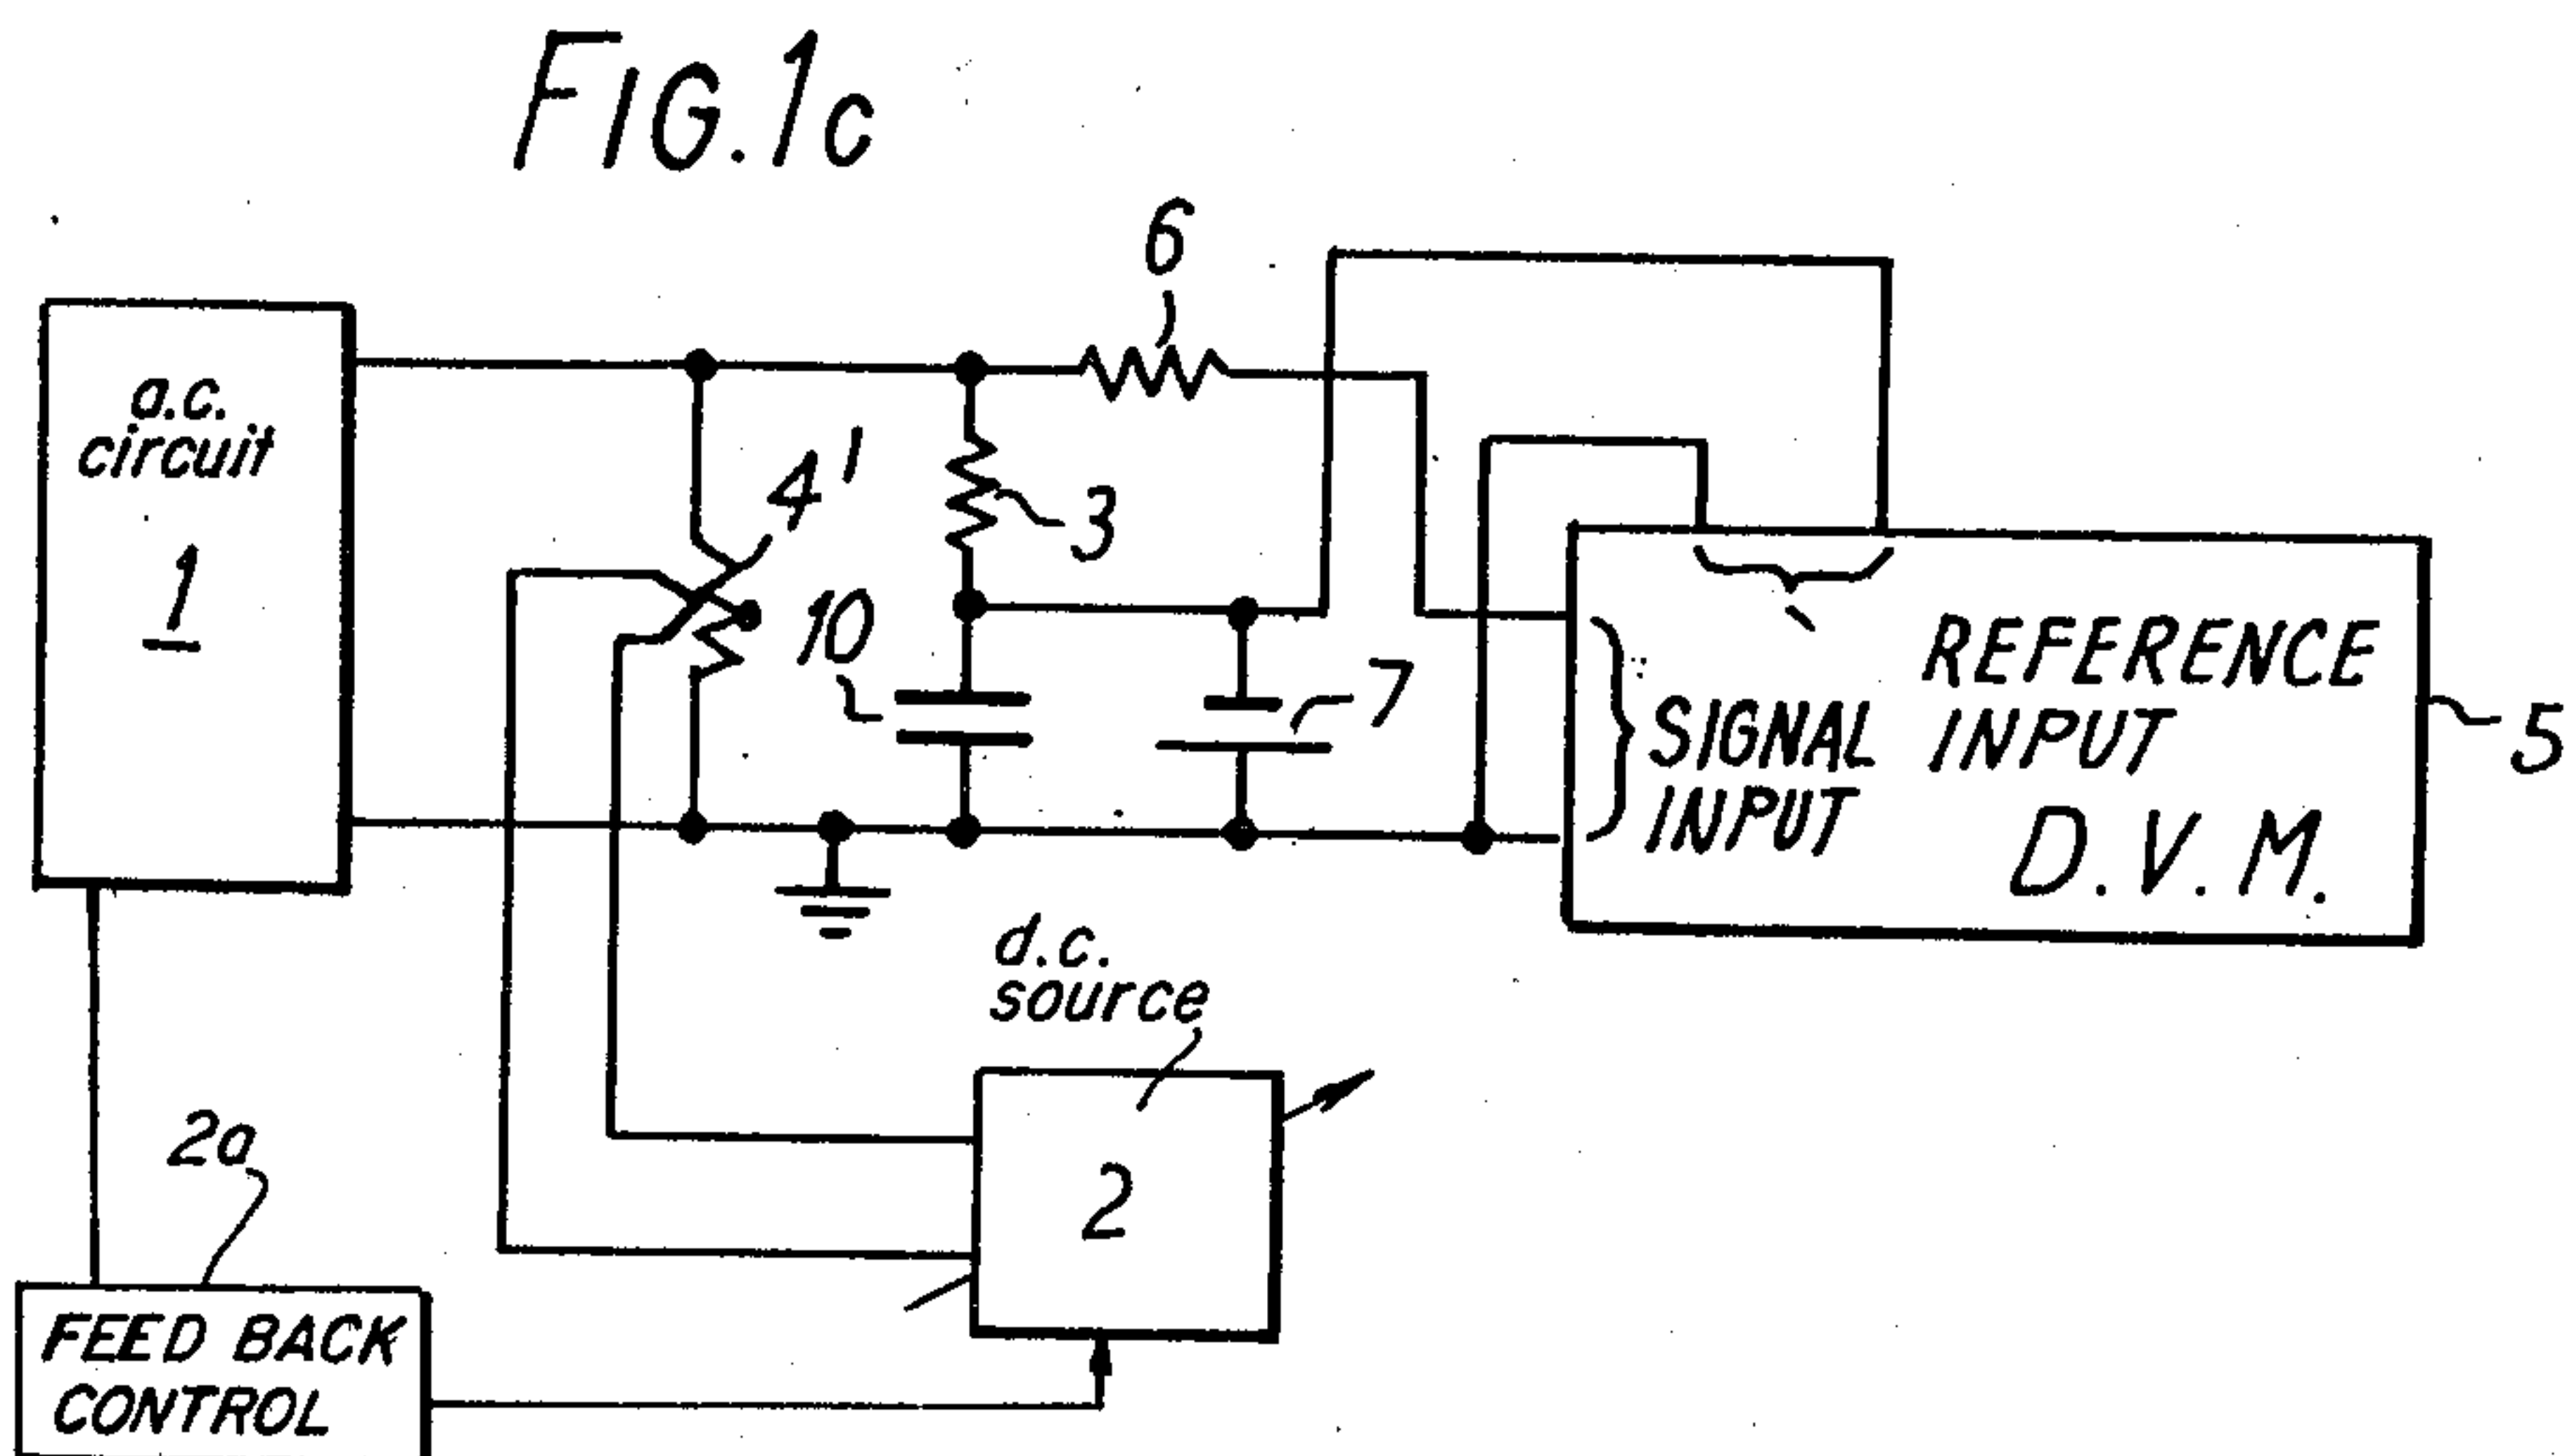 FIG. 1c
6
a.c.
circuit
1
4'
3
10
7
SIGNAL
INPUT
REFERENCE
INPUT
D.V.M.
5
d.c.
source
2
2a
FEED BACK
CONTROL